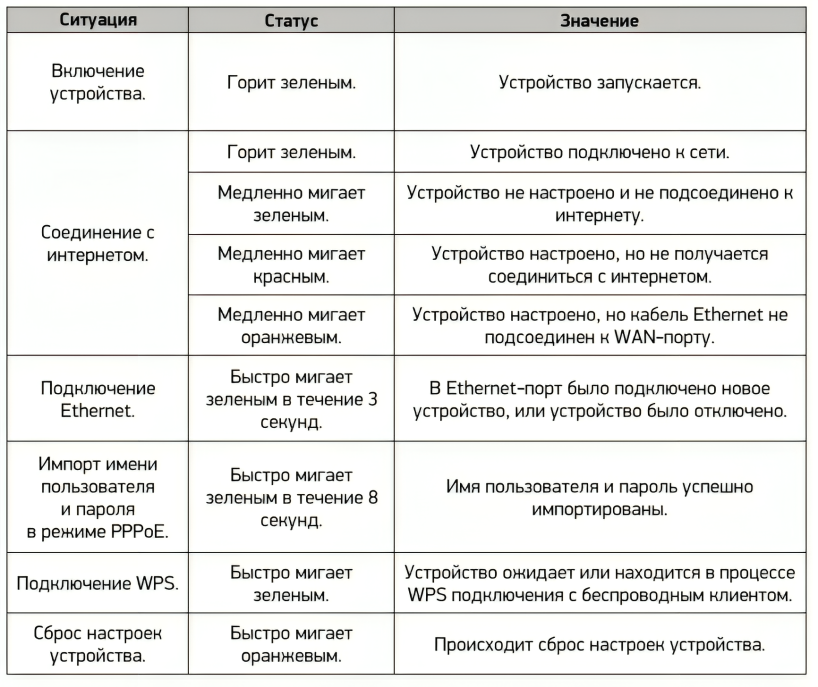 Ситуация
Статус
Значение
Включение
устройства.
Горит зеленым.
Устройство запускается.
Соединение с
интернетом.
Горит зеленым.
Устройство подключено к сети.
Медленно мигает
зеленым.
Устройство не настроено и не подсоединено к
интернету.
Медленно мигает
красным.
Устройство настроено, но не получается
соединиться с интернетом.
Медленно мигает
оранжевым.
Устройство настроено, но кабель Ethernet не
подсоединен к WAN-порту.
Подключение
Ethernet.
Быстро мигает
зеленым в течение 3
секунд.
В Ethernet-порт было подключено новое
устройство, или устройство было отключено.
Импорт имени
пользователя
и пароля
в режиме PPPoE.
Быстро мигает
зеленым в течение 8
секунд.
Имя пользователя и пароль успешно
импортированы.
Подключение WPS.
Быстро мигает
зеленым.
Устройство ожидает или находится в процессе
WPS подключения с беспроводным клиентом.
Сброс настроек
устройства.
Быстро мигает
оранжевым.
Происходит сброс настроек устройства.